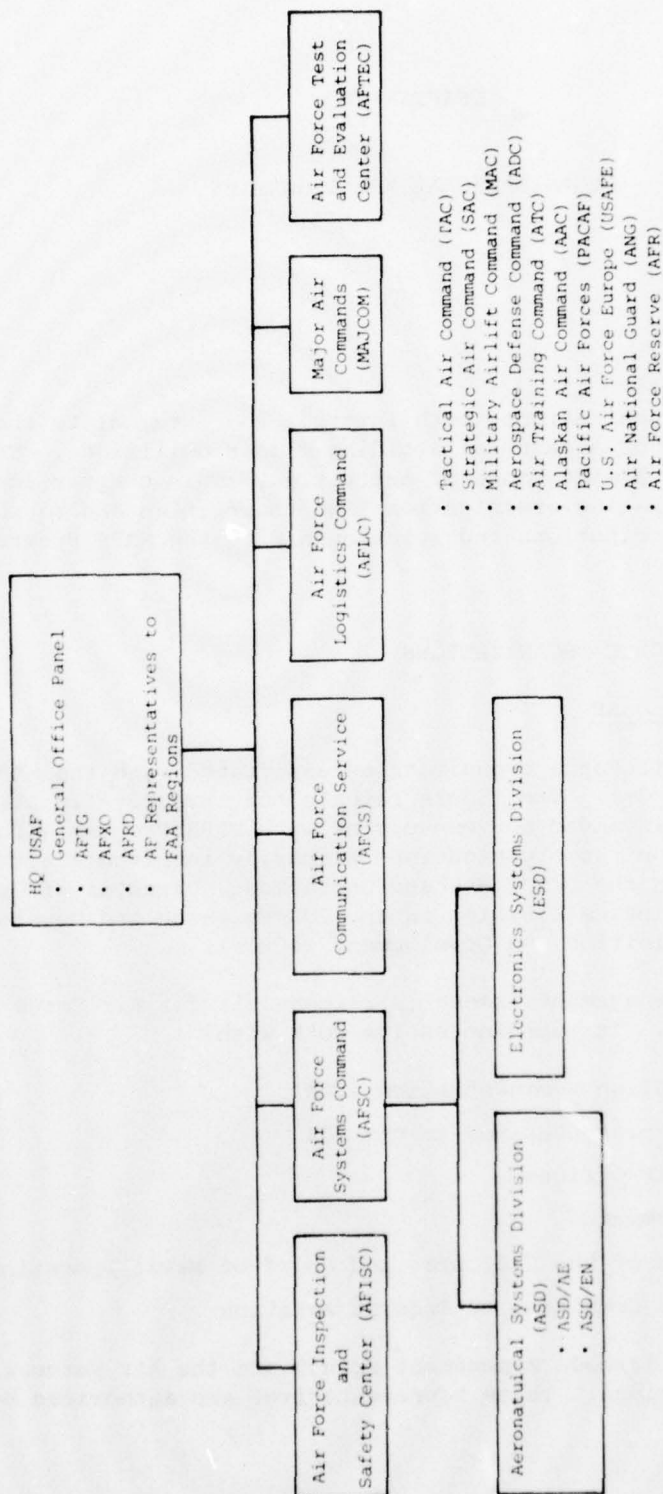 HQ USAF
• General Office Panel
• AFIG
• AFXO
• AFRD
• AF Representatives to
FAA Regions
Air Force Inspection
and
Safety Center (AFISC)
Air Force
Systems Command
(AFSC)
Air Force
Communication Service
(AFCS)
Air Force
Logistics Command
(AFLC)
Major Air
Commands
(MAJCOM)
Air Force Test
and Evaluation
Center (AFTEC)
Aeronatuical Systems Division
(ASD)
• ASD/AE
• ASD/EN
Electronics Systems Division
(ESD)
• Tactical Air Command (TAC)
• Strategic Air Command (SAC)
Military Airlift Command (MAC)
• Aerospace Defense Command (ADC)
• Air Training Command (ATC)
Alaskan Air Command (AAC)
• Pacific Air Forces (PACAF)
• U.S. Air Force Europe (USAFE)
• Air National Guard (ANG)
• Air Force Reserve (AFR)